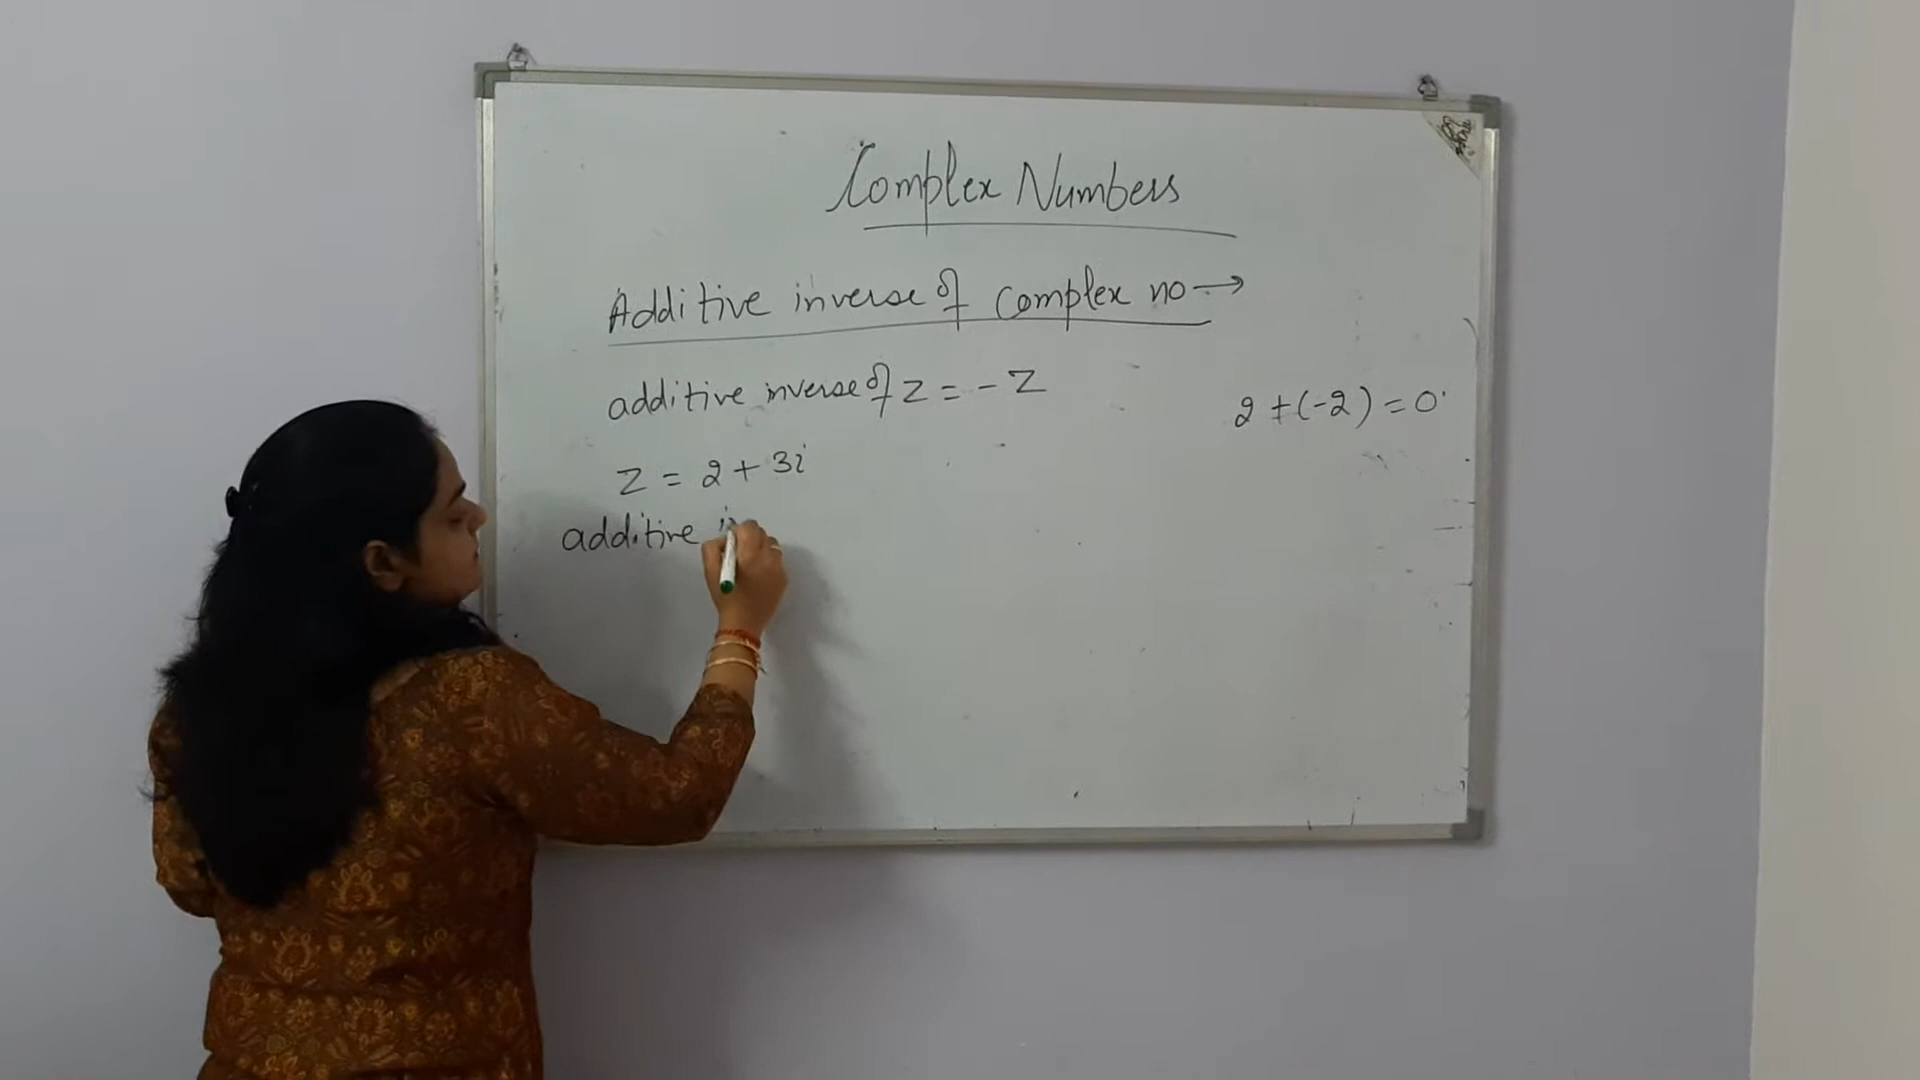 Complex Numbers
Additive inverse of complex no →
additive inverse of z = - z
2 + (-2) = 0
z = 2 + 3i
additive